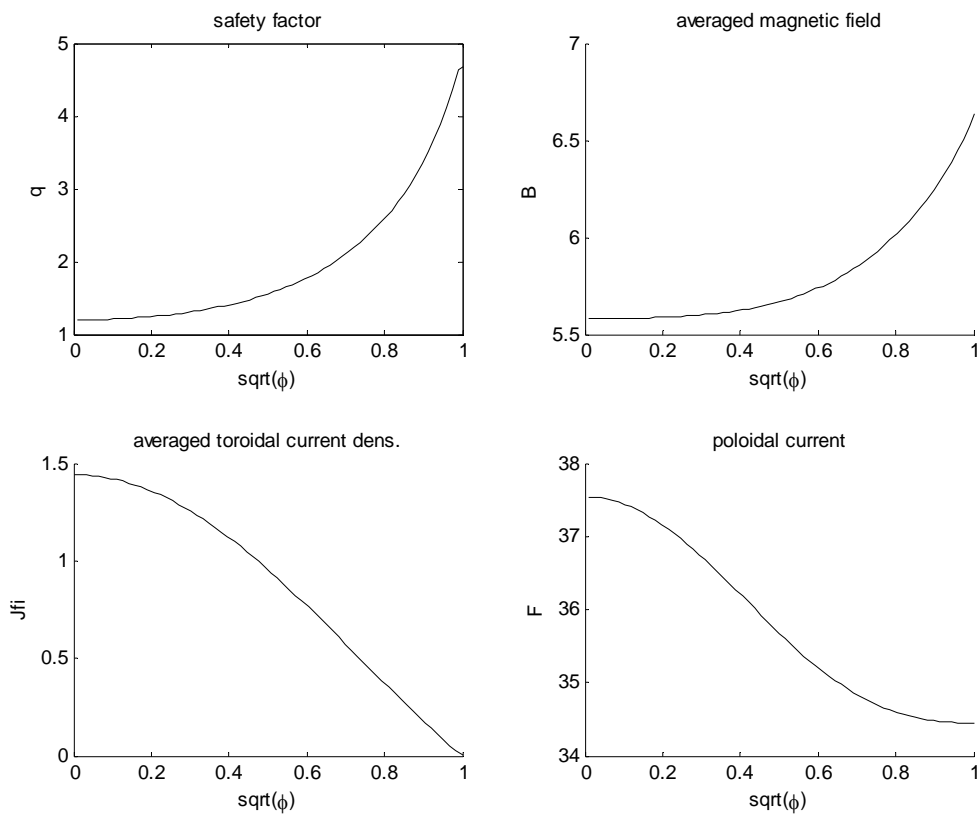 safety factor
5
4
3
2
1
q
0 0.2 0.4 0.6 0.8 1
sqrt(ϕ)
averaged magnetic field
7
6.5
6
5.5
B
0 0.2 0.4 0.6 0.8 1
sqrt(ϕ)
averaged toroidal current dens.
1.5
1
0.5
0
Jfi
0 0.2 0.4 0.6 0.8 1
sqrt(ϕ)
poloidal current
38
37
36
35
34
F
0 0.2 0.4 0.6 0.8 1
sqrt(ϕ)